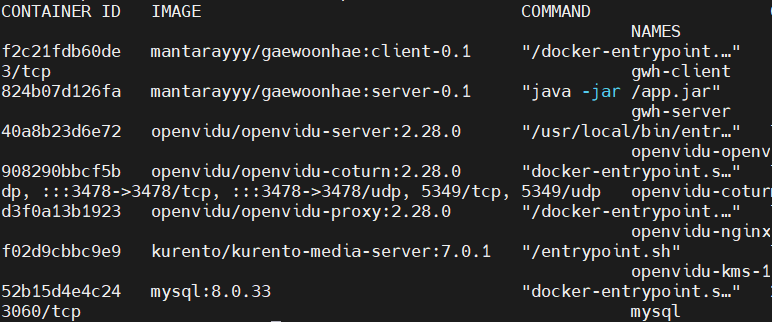 CONTAINER ID   IMAGE                                COMMAND
NAMES
f2c21fdb60de   mantarayyy/gaewoonhae:client-0.1     "/docker-entrypoint.…"
3/tcp                                               gwh-client
824b07d126fa   mantarayyy/gaewoonhae:server-0.1     "java -jar /app.jar"
gwh-server
40a8b23d6e72   openvidu/openvidu-server:2.28.0      "/usr/local/bin/entr…"
openvidu-openv
908290bbcf5b   openvidu/openvidu-coturn:2.28.0      "docker-entrypoint.s…"
dp, :::3478->3478/tcp, :::3478->3478/udp, 5349/tcp, 5349/udp   openvidu-cotur
d3f0a13b1923   openvidu/openvidu-proxy:2.28.0       "/docker-entrypoint.…"
openvidu-nginx
f02d9cbbc9e9   kurento/kurento-media-server:7.0.1   "/entrypoint.sh"
openvidu-kms-1
52b15d4e4c24   mysql:8.0.33                         "docker-entrypoint.s…"
3060/tcp                                            mysql